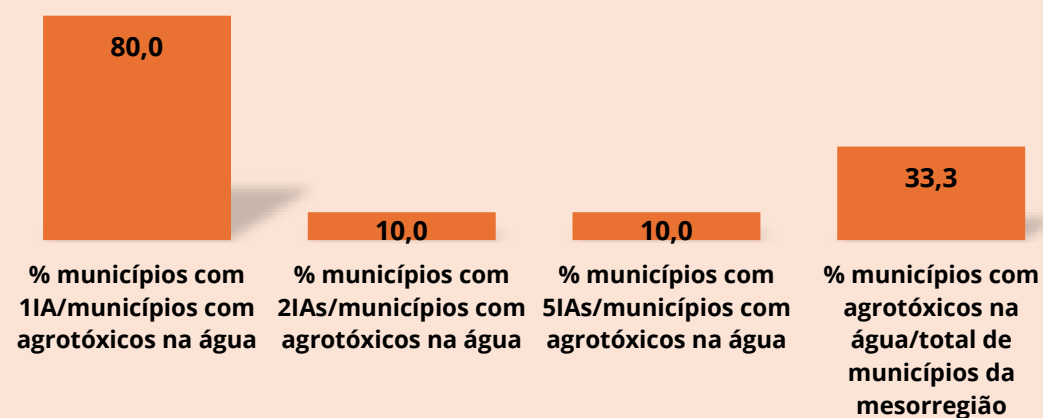 80,0
10,0
10,0
33,3
% municípios com
1IA/municípios com
agrotóxicos na água
% municípios com
2IAs/municípios com
agrotóxicos na água
% municípios com
5IAs/municípios com
agrotóxicos na água
% municípios com
agrotóxicos na
água/total de
municípios da
mesorregião